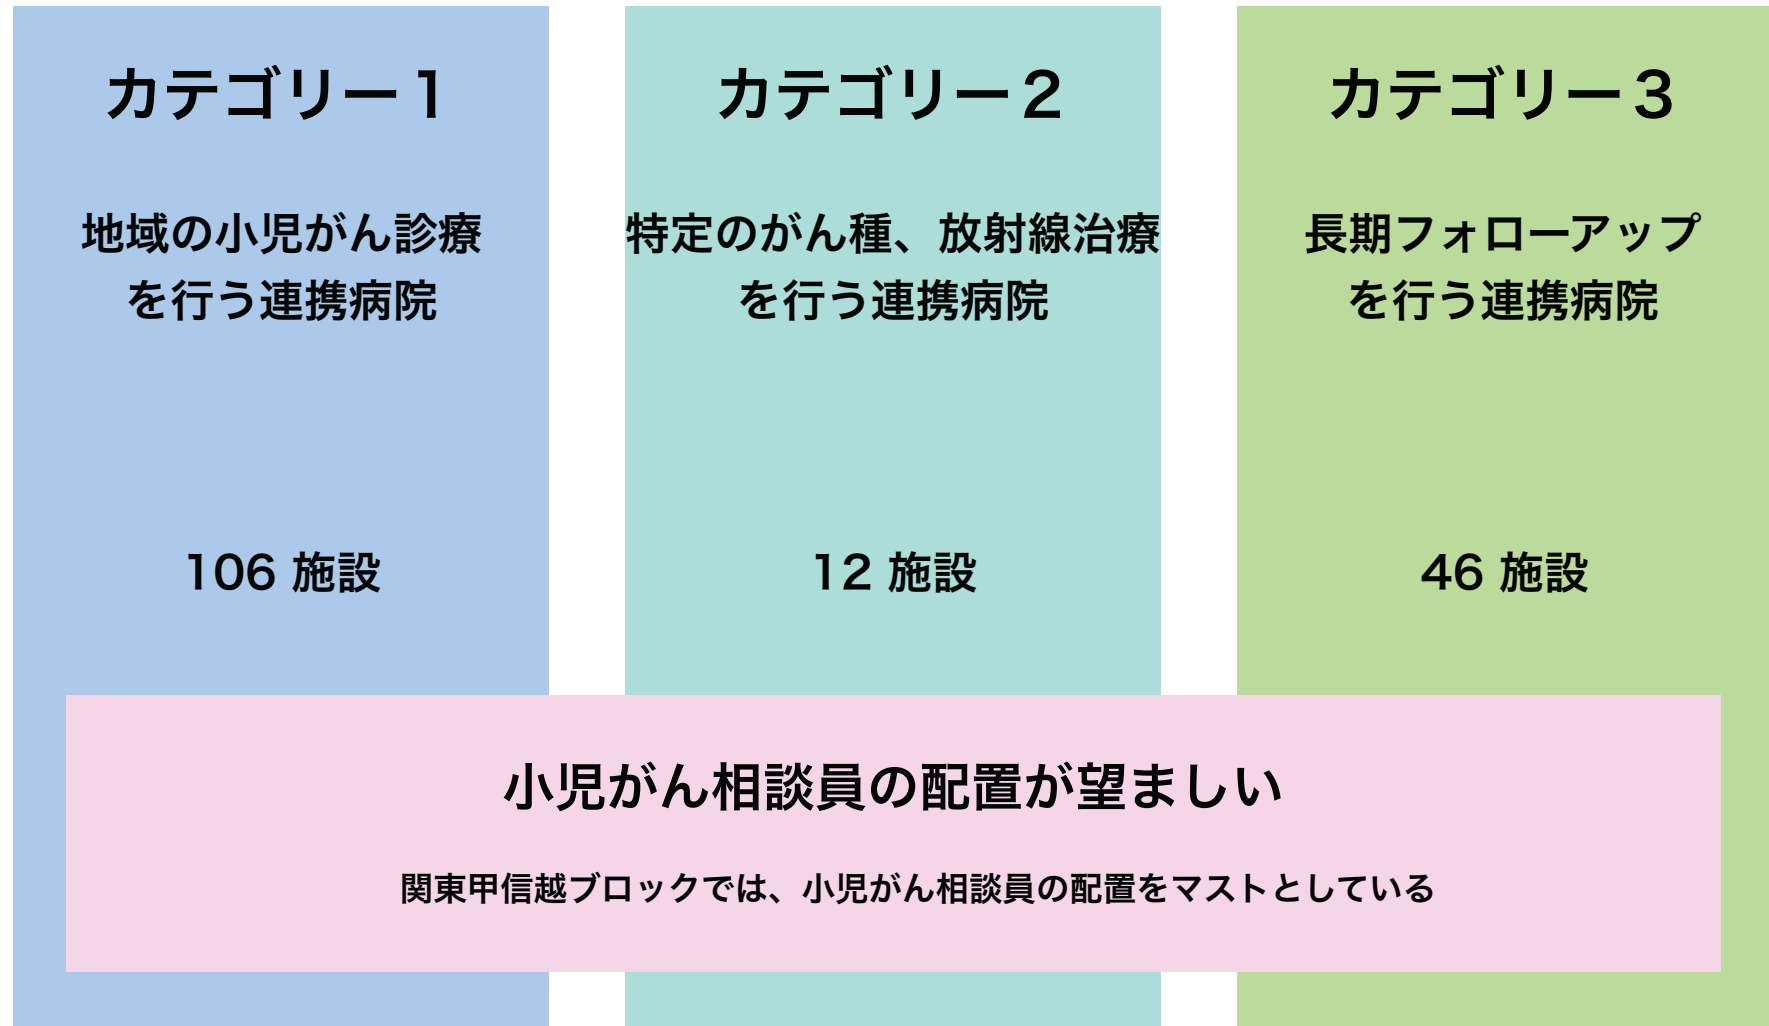 カテゴリー１
地域の小児がん診療
を行う連携病院
106 施設
カテゴリー２
特定のがん種、放射線治療
を行う連携病院
12 施設
カテゴリー３
長期フォローアップ
を行う連携病院
46 施設
小児がん相談員の配置が望ましい
関東甲信越ブロックでは、小児がん相談員の配置をマストとしている